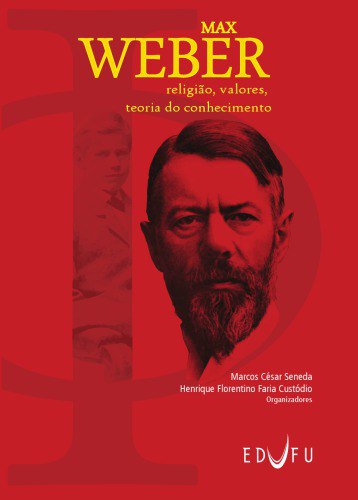 MAX
WEBER
religião, valores,
teoria do conhecimento
Marcos César Seneda
Henrique Florentino Faria Custódio
Organizadores
EDUFU